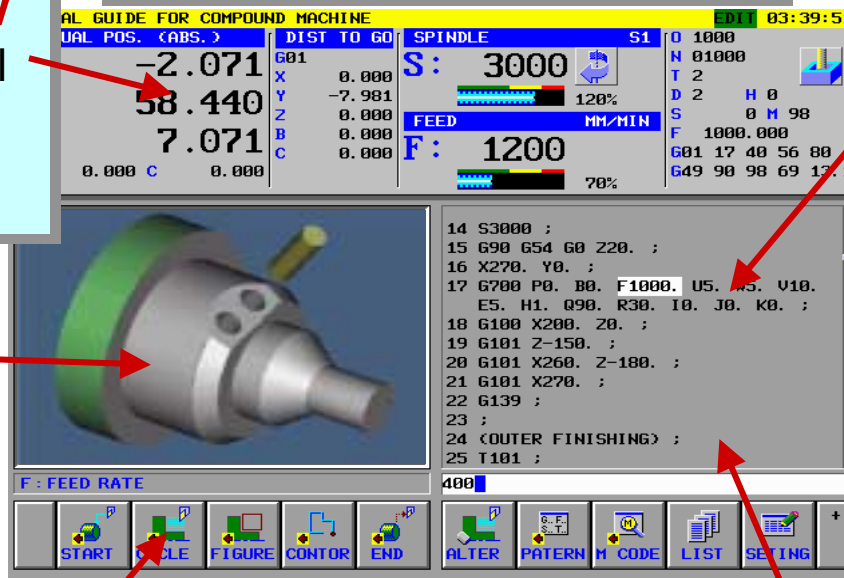 AL GUIDE FOR COMPOUND MACHINE EDIT 03:39:5
UAL POS. (ABS.)
-2.071
58.440
7.071
0.000 C 0.000
DIST TO GO
G01
X 0.000
Y -7.981
Z 0.000
B 0.000
C 0.000
SPINDLE S1
S: 3000
120%
FEED MM/MIN
F: 1200
70%
O 1000
N 01000
T 2
D 2 H 0
S 0 M 98
F 1000.000
G01 17 40 56 80
G49 90 98 69 13.
14 S3000 ;
15 G90 G54 G0 Z20. ;
16 X270. Y0. ;
17 G700 P0. B0. F1000. U5. W5. V10.
E5. H1. Q90. R30. I0. J0. K0. ;
18 G100 X200. Z0. ;
19 G101 Z-150. ;
20 G101 X260. Z-180. ;
21 G101 X270. ;
22 G139 ;
23 ;
24 (OUTER FINISHING) ;
25 T101 ;
F:FEED RATE
400
START CYCLE FIGURE CONTOR END ALTER PATERN M CODE LIST SETING +